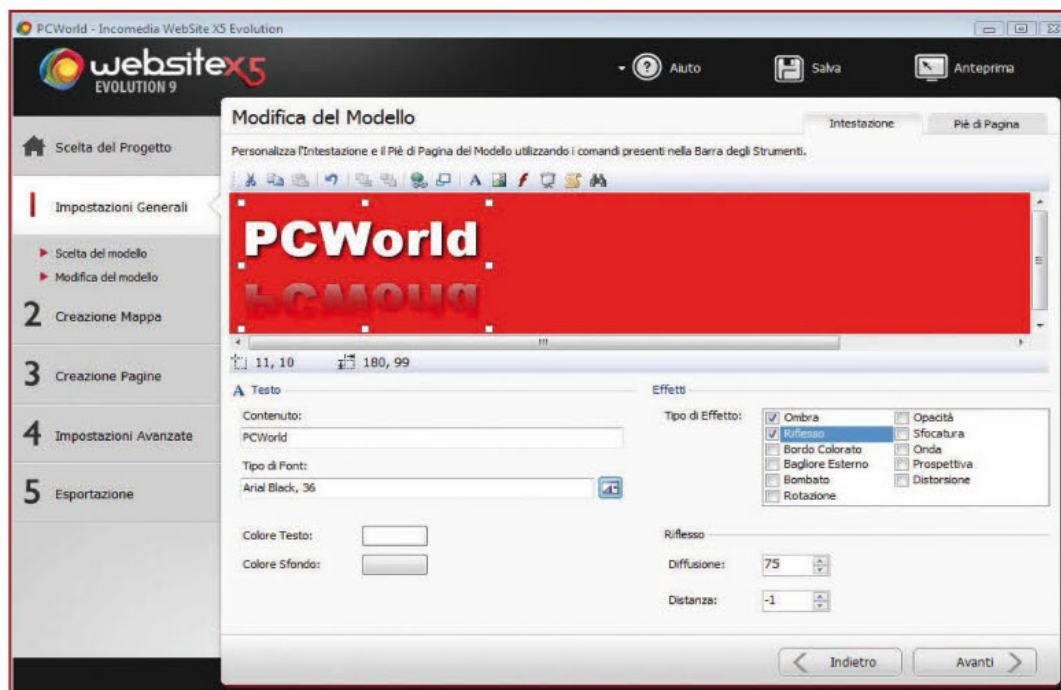 PCWorld - Incomedia WebSite X5 Evolution
websitex5
EVOLUTION 9
Aiuto
Salva
Anteprima
Scelta del Progetto
Impostazioni Generali
Scelta del modello
Modifica del modello
2 Creazione Mappa
3 Creazione Pagine
4 Impostazioni Avanzate
5 Esportazione
Modifica del Modello
Intestazione
Piè di Pagina
Personalizza l'Intestazione e il Piè di Pagina del Modello utilizzando i comandi presenti nella Barra degli Strumenti.
PCWorld
11, 10
180, 99
A Testo
Contenuto:
PCWorld
Tipo di Font:
Arial Black, 36
Colore Testo:
Colore Sfondo:
Effetti
Tipo di Effetto:
Ombra
Riflesso
Bordo Colorato
Bagliore Esterno
Bombato
Rotazione
Opacità
Sfocatura
Onda
Prospettiva
Distorsione
Riflesso
Diffusione: 75
Distanza: -1
Indietro
Avanti